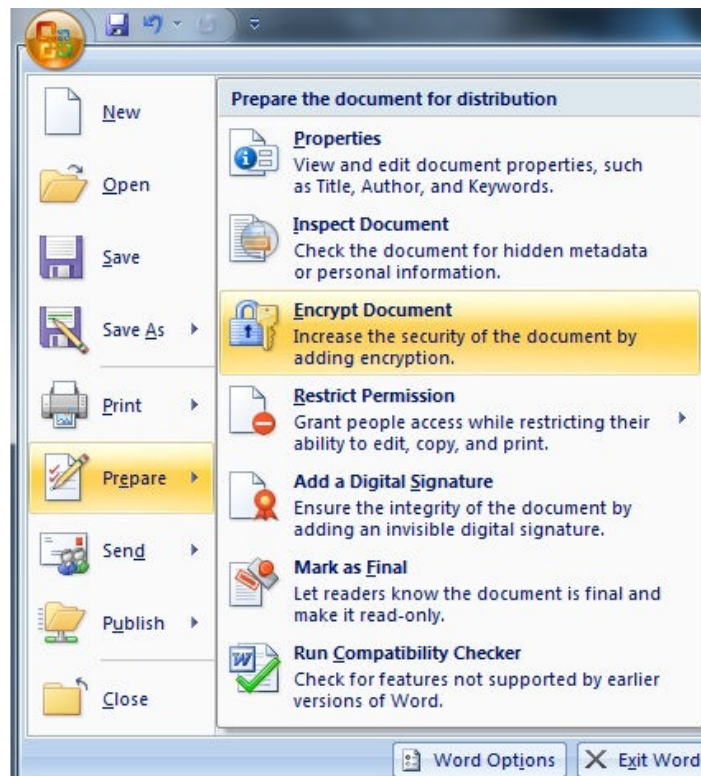 New
Open
Save
Save As
Print
Prepare
Send
Publish
Close
Prepare the document for distribution
Properties
View and edit document properties, such
as Title, Author, and Keywords.
Inspect Document
Check the document for hidden metadata
or personal information.
Encrypt Document
Increase the security of the document by
adding encryption.
Restrict Permission
Grant people access while restricting their
ability to edit, copy, and print.
Add a Digital Signature
Ensure the integrity of the document by
adding an invisible digital signature.
Mark as Final
Let readers know the document is final and
make it read-only.
Run Compatibility Checker
Check for features not supported by earlier
versions of Word.
Word Options
Exit Word